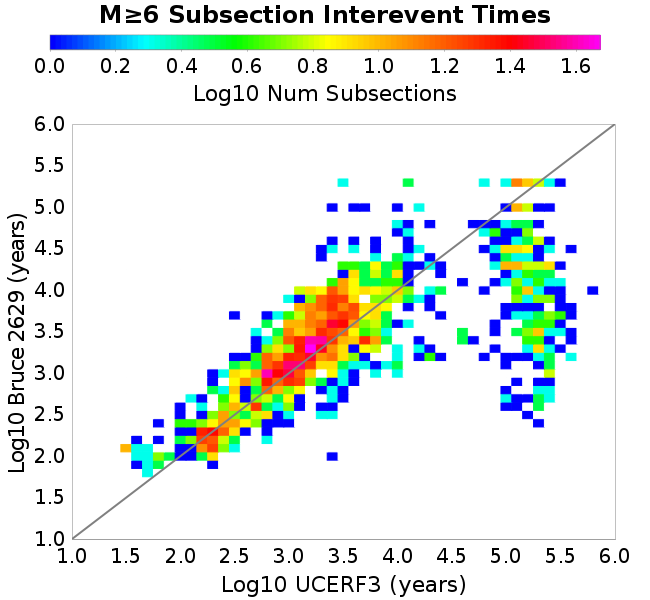 M≥6 Subsection Interevent Times
0.0 0.2 0.4 0.6 0.8 1.0 1.2 1.4 1.6
Log10 Num Subsections
6.0
5.5
5.0
4.5
4.0
3.5
3.0
2.5
2.0
1.5
1.0
Log10 Bruce 2629 (years)
1.0 1.5 2.0 2.5 3.0 3.5 4.0 4.5 5.0 5.5 6.0
Log10 UCERF3 (years)